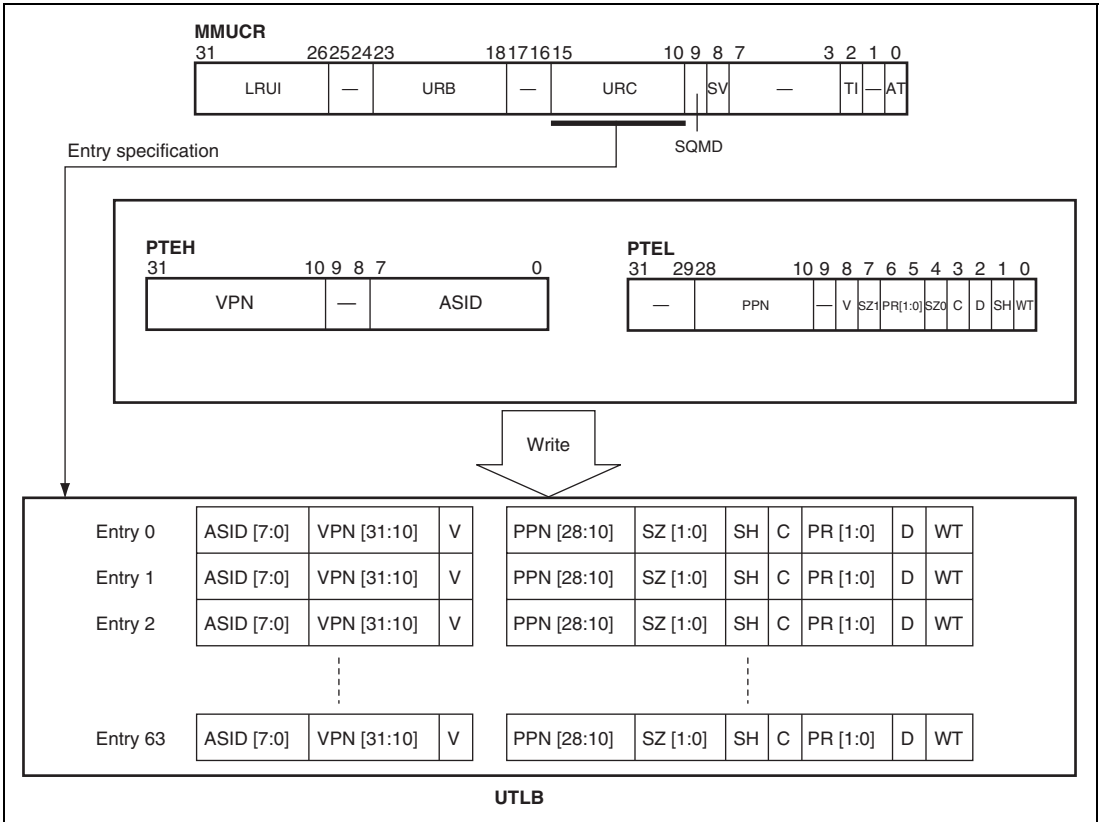 MMUCR
31 26 25 24 23 18 17 16 15 10 9 8 7 3 2 1 0
LRUI — URB — URC SV — TI — AT
SQMD
Entry specification
PTEH
31 10 9 8 7 0
VPN — ASID
PTEL
31 29 28 10 9 8 7 6 5 4 3 2 1 0
— PPN — V SZ1 PR[1:0] SZ0 C D SH WT
Write
Entry 0 ASID [7:0] VPN [31:10] V PPN [28:10] SZ [1:0] SH C PR [1:0] D WT
Entry 1 ASID [7:0] VPN [31:10] V PPN [28:10] SZ [1:0] SH C PR [1:0] D WT
Entry 2 ASID [7:0] VPN [31:10] V PPN [28:10] SZ [1:0] SH C PR [1:0] D WT
Entry 63 ASID [7:0] VPN [31:10] V PPN [28:10] SZ [1:0] SH C PR [1:0] D WT
UTLB